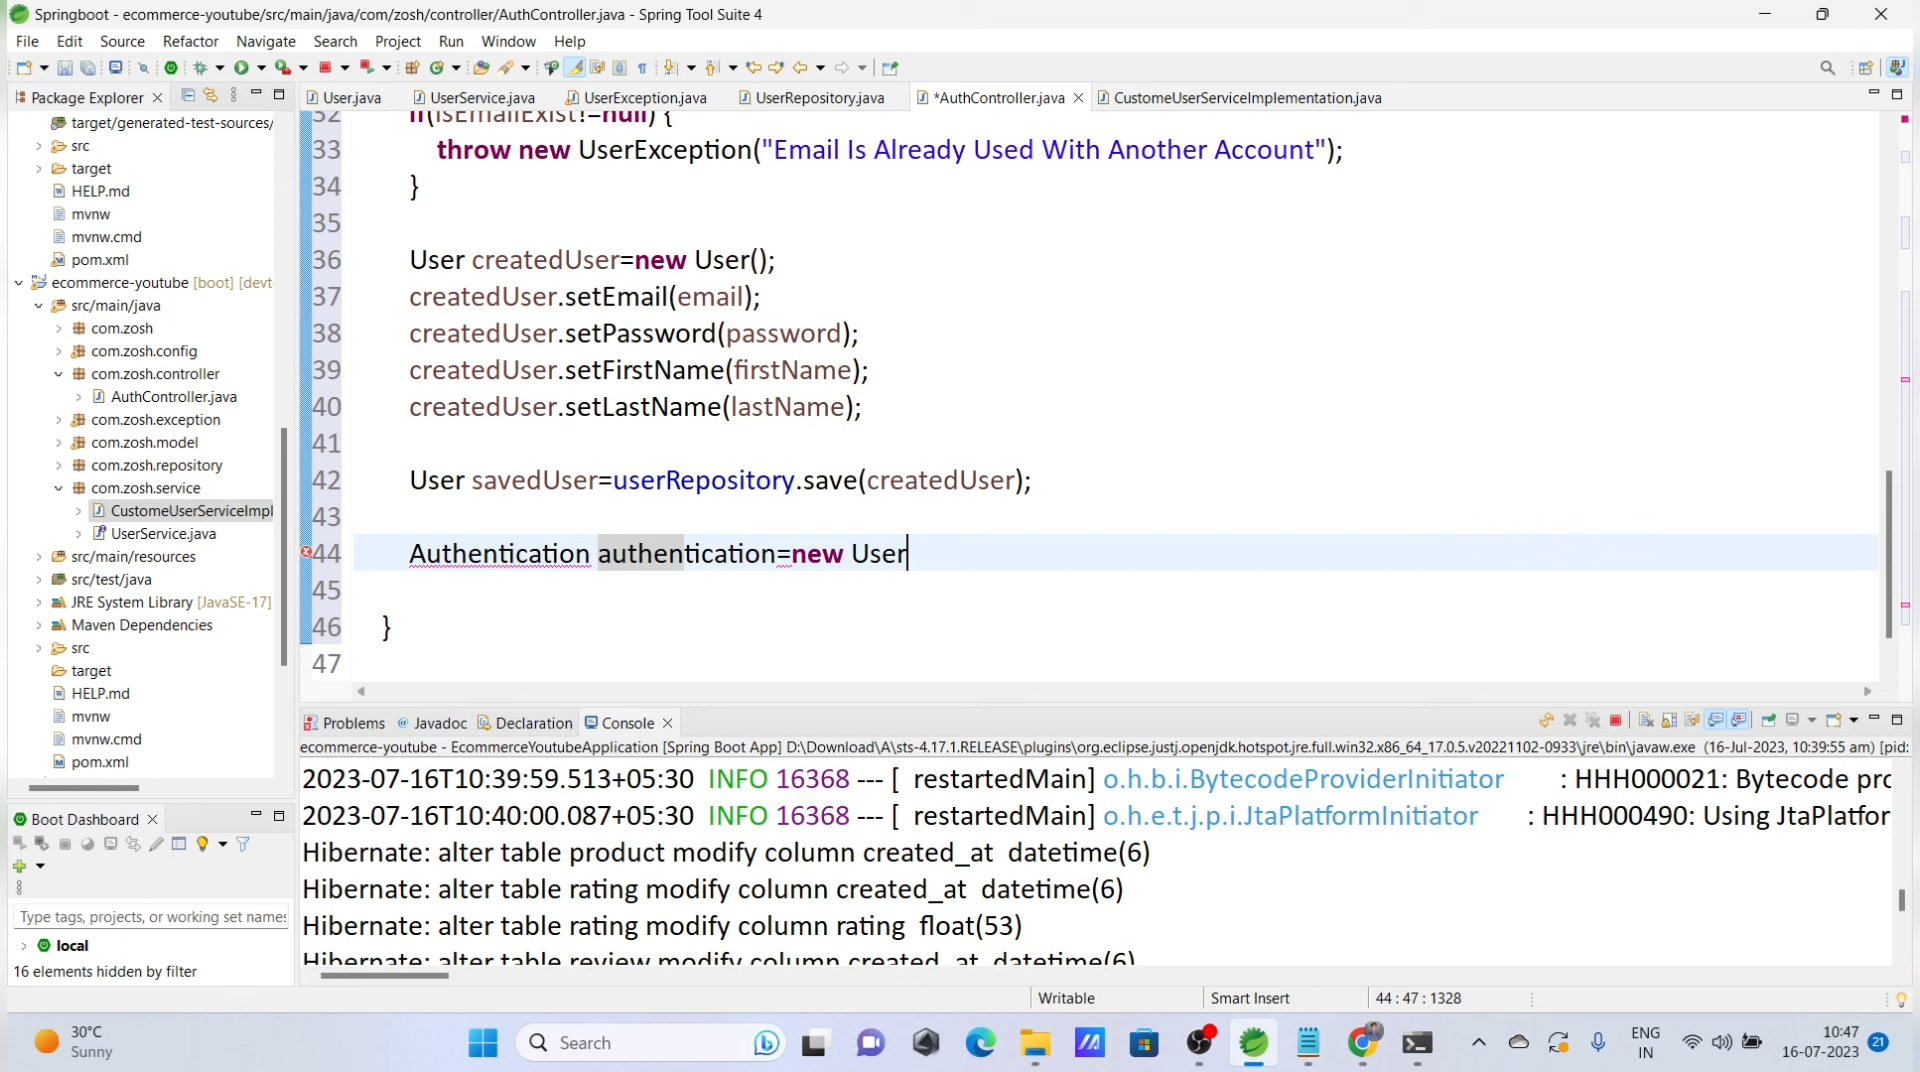 Springboot - ecommerce-youtube/src/main/java/com/zosh/controller/AuthController.java - Spring Tool Suite 4
File Edit Source Refactor Navigate Search Project Run Window Help
Package Explorer
User.java UserService.java UserException.java UserRepository.java *AuthController.java CustomeUserServiceImplementation.java
target/generated-test-sources/
src
target
HELP.md
mvnw
mvnw.cmd
pom.xml
ecommerce-youtube [boot] [devt
src/main/java
com.zosh
com.zosh.config
com.zosh.controller
AuthController.java
com.zosh.exception
com.zosh.model
com.zosh.repository
com.zosh.service
CustomeUserServiceImpl
UserService.java
src/main/resources
src/test/java
JRE System Library [JavaSE-17]
Maven Dependencies
src
target
HELP.md
mvnw
mvnw.cmd
pom.xml
32 if(isEmailExist!=null) {
33 throw new UserException("Email Is Already Used With Another Account");
34 }
35
36 User createdUser=new User();
37 createdUser.setEmail(email);
38 createdUser.setPassword(password);
39 createdUser.setFirstName(firstName);
40 createdUser.setLastName(lastName);
41
42 User savedUser=userRepository.save(createdUser);
43
44 Authentication authentication=new User
45
46 }
47
Problems Javadoc Declaration Console
ecommerce-youtube - EcommerceYoutubeApplication [Spring Boot App] D:\Download\A\sts-4.17.1.RELEASE\plugins\org.eclipse.justj.openjdk.hotspot.jre.full.win32.x86_64_17.0.5.v20221102-0933\jre\bin\javaw.exe (16-Jul-2023, 10:39:55 am) [pid:
2023-07-16T10:39:59.513+05:30 INFO 16368 --- [ restartedMain] o.h.b.i.BytecodeProviderInitiator : HHH000021: Bytecode pro
2023-07-16T10:40:00.087+05:30 INFO 16368 --- [ restartedMain] o.h.e.t.j.p.i.JtaPlatformInitiator : HHH000490: Using JtaPlatfor
Hibernate: alter table product modify column created_at datetime(6)
Hibernate: alter table rating modify column created_at datetime(6)
Hibernate: alter table rating modify column rating float(53)
Hibernate: alter table review modify column created_at datetime(6)
Boot Dashboard
Type tags, projects, or working set names
local
16 elements hidden by filter
Writable Smart Insert 44 : 47 : 1328
30°C
Sunny
Search
ENG
IN
10:47
16-07-2023
21